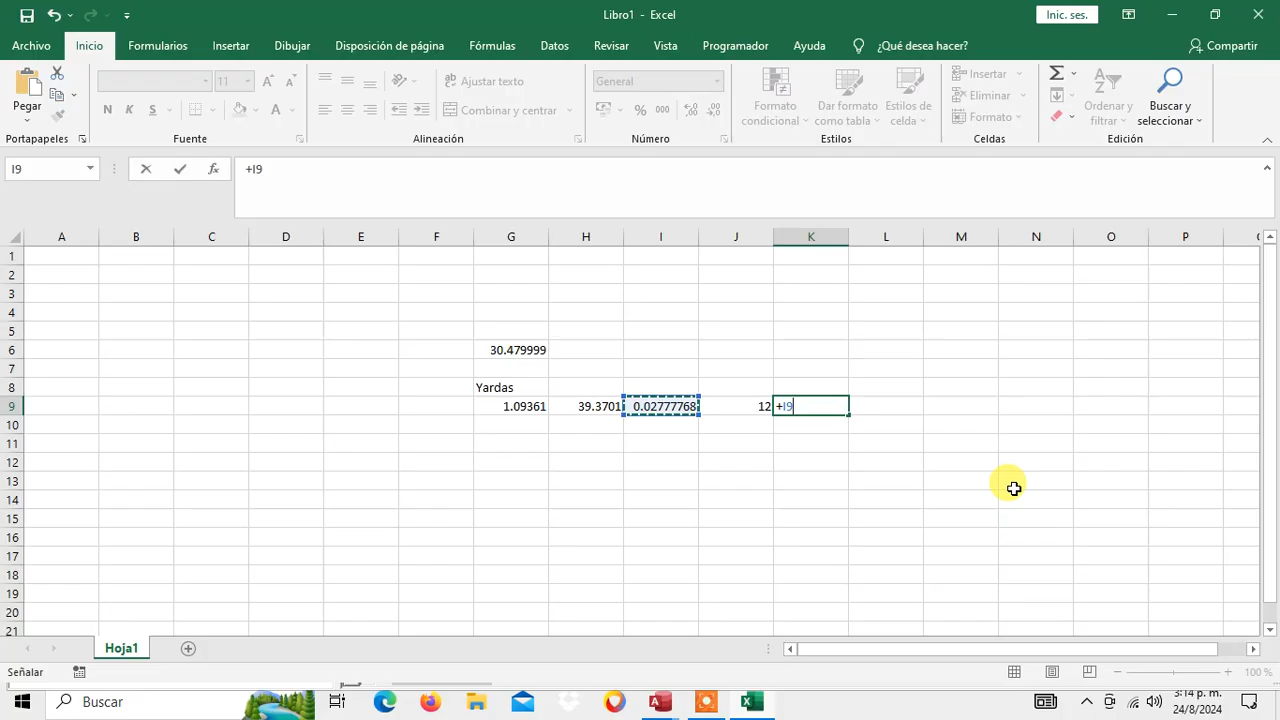 Libro1 - Excel
Inic. ses.
Archivo Inicio Formularios Insertar Dibujar Disposición de página Fórmulas Datos Revisar Vista Programador Ayuda ¿Qué desea hacer? Compartir
Pegar
11
N K S A
Ajustar texto
Combinar y centrar
General
% 000
Formato condicional
Dar formato como tabla
Estilos de celda
Insertar
Eliminar
Formato
Ordenar y filtrar
Buscar y seleccionar
Portapapeles Fuente Alineación Número Estilos Celdas Edición
I9 fx +I9
A B C D E F G H I J K L M N O P
1
2
3
4
5
6 30.479999
7
8 Yardas
9 1.09361 39.3701 0.02777768 12 +I9
10
11
12
13
14
15
16
17
18
19
20
21
Hoja1
Señalar 100 %
Buscar
3:14 p. m.
24/8/2024